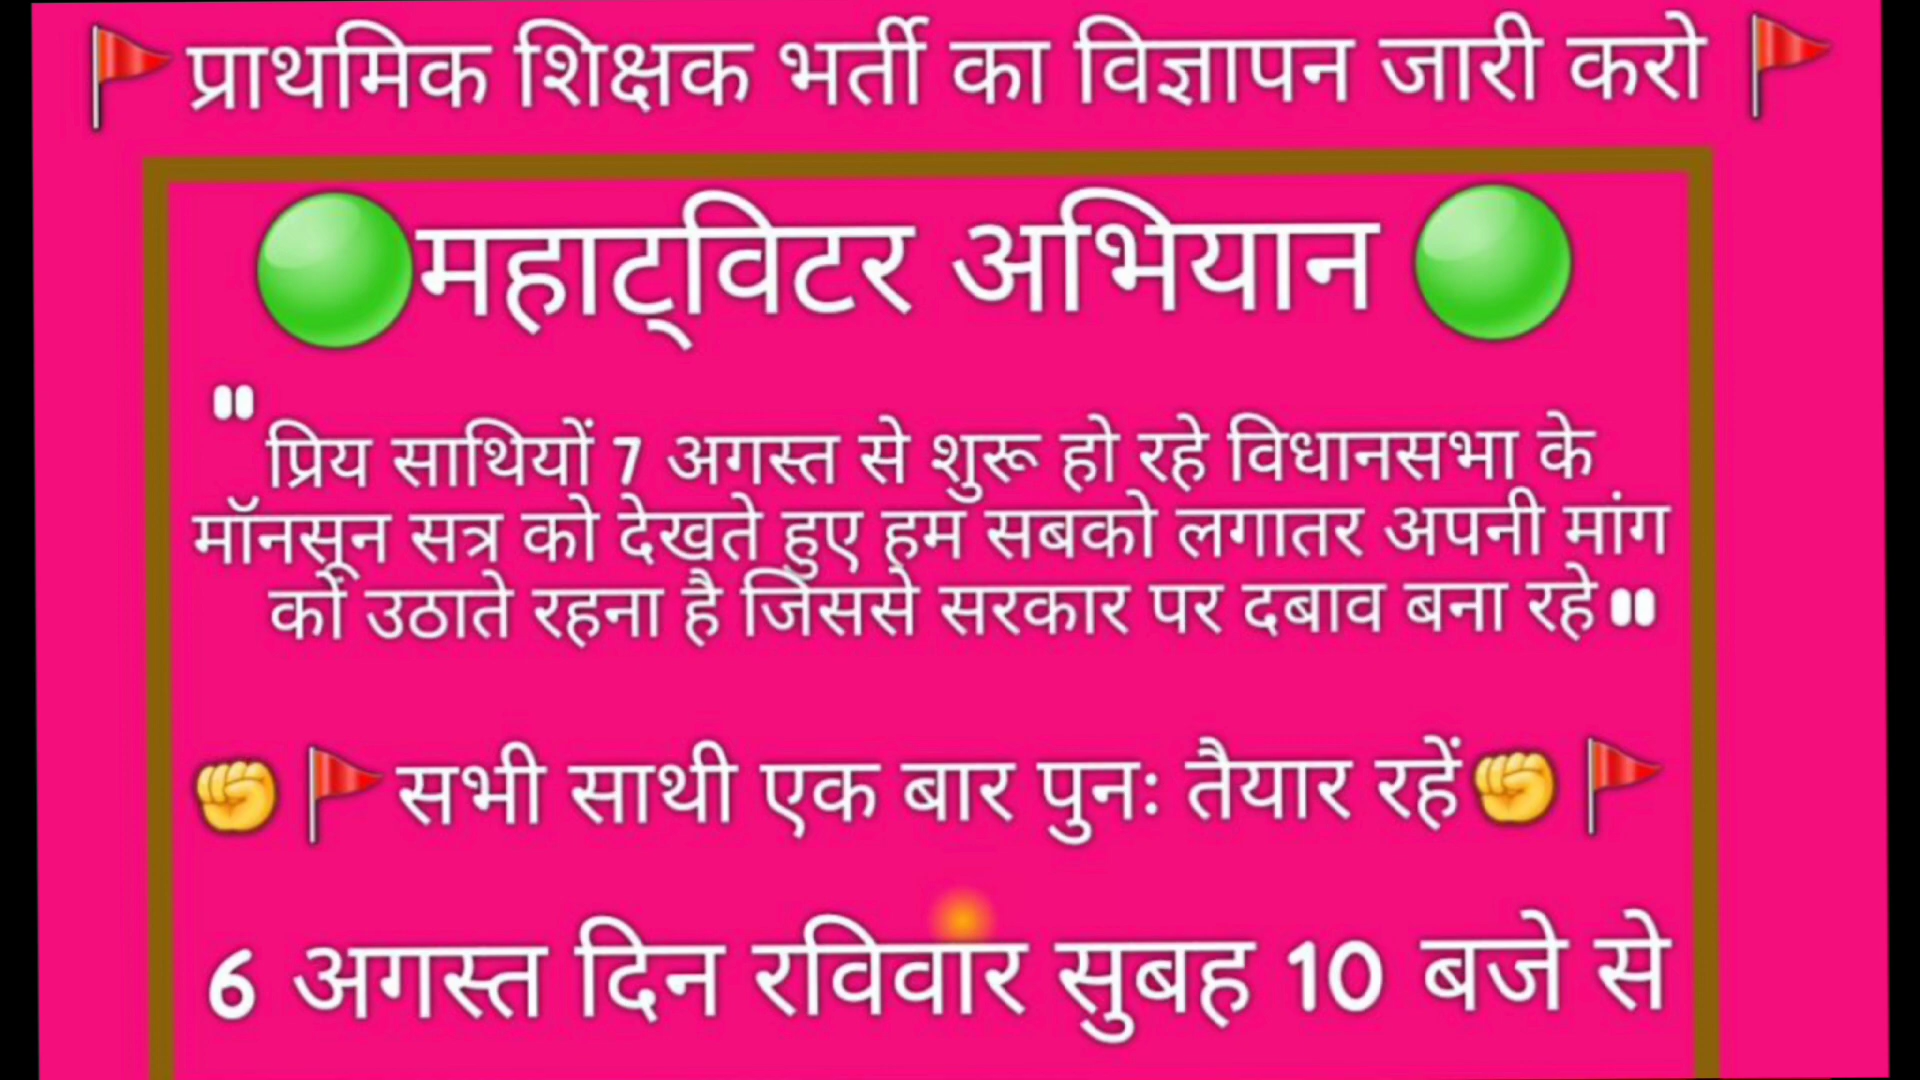 प्राथमिक शिक्षक भर्ती का विज्ञापन जारी करो
महाट्विटर अभियान
"प्रिय साथियों 7 अगस्त से शुरू हो रहे विधानसभा के
मॉनसून सत्र को देखते हुए हम सबको लगातर अपनी मांग
को उठाते रहना है जिससे सरकार पर दबाव बना रहे"
सभी साथी एक बार पुनः तैयार रहें
6 अगस्त दिन रविवार सुबह 10 बजे से